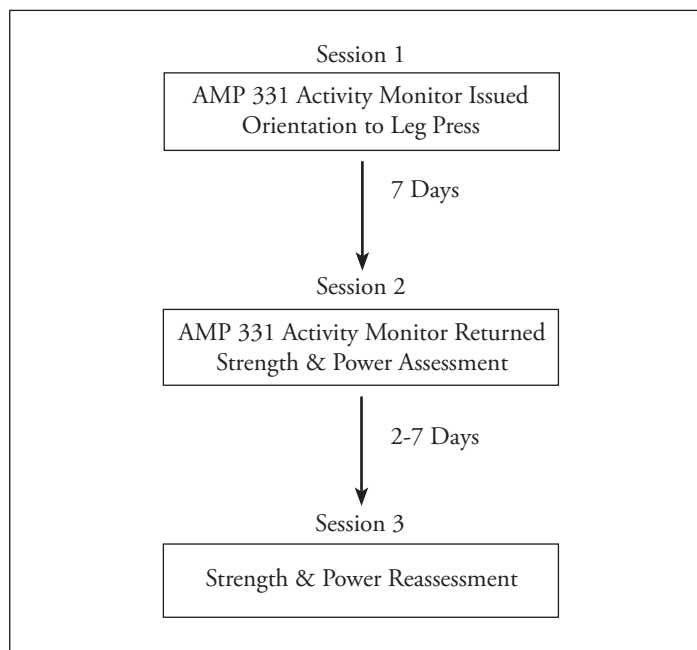 Session 1
AMP 331 Activity Monitor Issued
Orientation to Leg Press
7 Days
Session 2
AMP 331 Activity Monitor Returned
Strength & Power Assessment
2-7 Days
Session 3
Strength & Power Reassessment